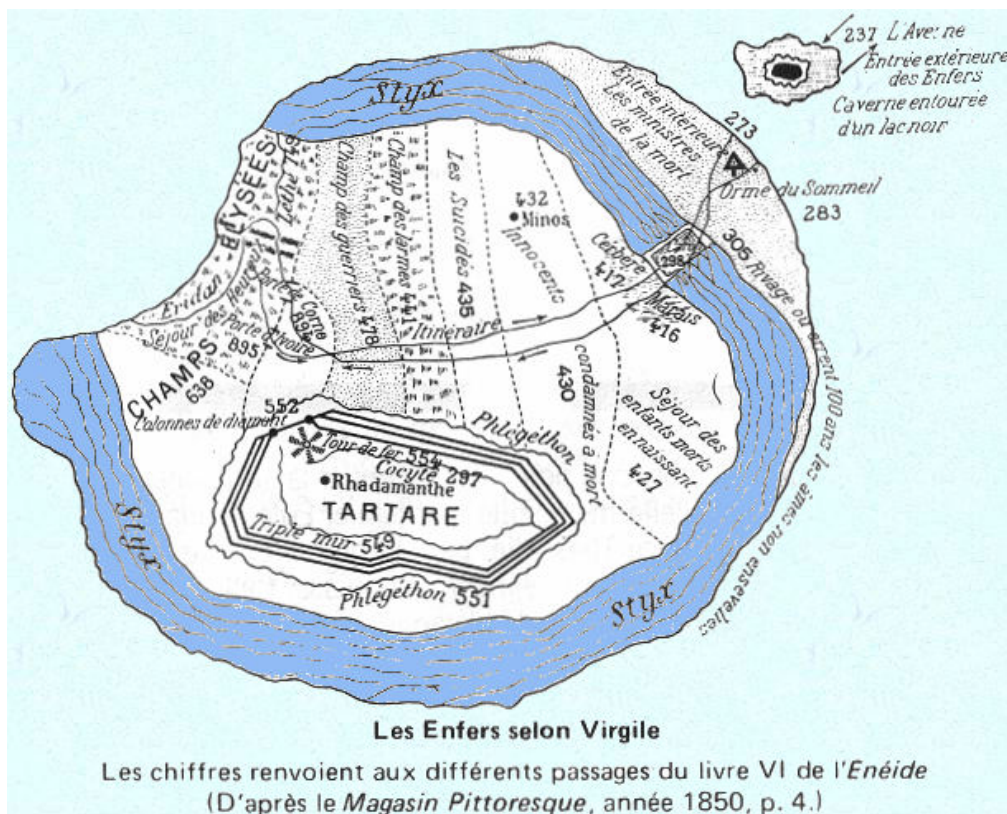 237 L'Averne
Entrée extérieure
des Enfers
Caverne entourée
d'un lac noir
Styx
Entrée intérieure
Les ministres
de la mort
273
Orme du Sommeil
283
305 Rivage où errent 100 ans les âmes non ensevelies
CHAMPS ELYSÉES
638
Eridan
Séjour des Heureux
Léthé
Porte de Corne
894
Porte d'Ivoire
895
Champ des guerriers 478
Champ des larmes 441
Les Suicidés 435
432
Minos
Innocents
condamnés à mort
430
Cerbère
417
298
Marais
416
Itinéraire
Séjour des
enfants morts
en naissant
427
Phlégéthon
552
Colonnes de diamant
Tour de fer 554
Cocyte 297
Rhadamanthe
TARTARE
Triple mur 549
Phlégéthon 551
Styx
Styx
Les Enfers selon Virgile
Les chiffres renvoient aux différents passages du livre VI de l'Enéide
(D'après le Magasin Pittoresque, année 1850, p. 4.)